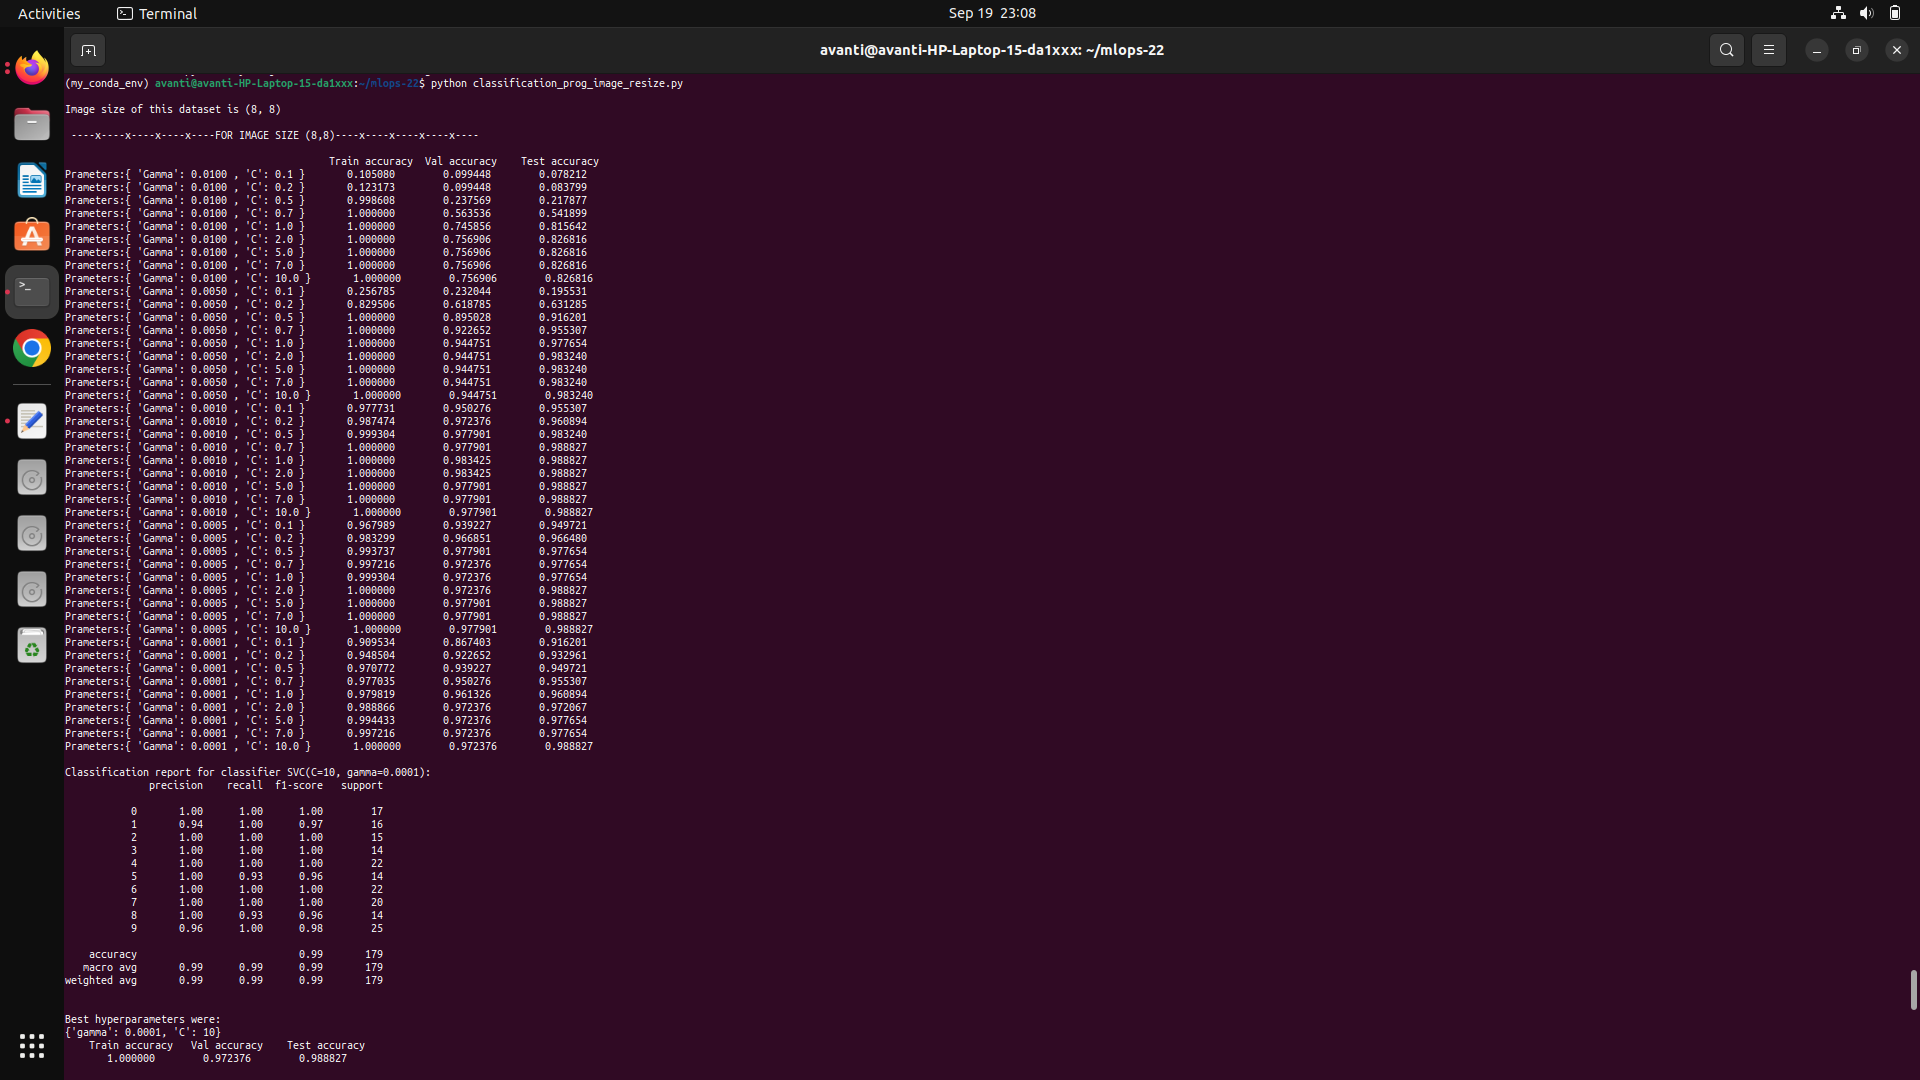 Activities
Terminal
Sep 19 23:08
avanti@avanti-HP-Laptop-15-da1xxx: ~/mlops-22
(my_conda_env) avanti@avanti-HP-Laptop-15-da1xxx:~/mlops-22$ python classification_prog_image_resize.py
Image size of this dataset is (8, 8)
----x----x----x----x----FOR IMAGE SIZE (8,8)----x----x----x----x----
Train accuracy Val accuracy Test accuracy
Prameters:{ 'Gamma': 0.0100 , 'C': 0.1 } 0.105080 0.099448 0.078212
Prameters:{ 'Gamma': 0.0100 , 'C': 0.2 } 0.123173 0.099448 0.083799
Prameters:{ 'Gamma': 0.0100 , 'C': 0.5 } 0.998608 0.237569 0.217877
Prameters:{ 'Gamma': 0.0100 , 'C': 0.7 } 1.000000 0.563536 0.541899
Prameters:{ 'Gamma': 0.0100 , 'C': 1.0 } 1.000000 0.745856 0.815642
Prameters:{ 'Gamma': 0.0100 , 'C': 2.0 } 1.000000 0.756906 0.826816
Prameters:{ 'Gamma': 0.0100 , 'C': 5.0 } 1.000000 0.756906 0.826816
Prameters:{ 'Gamma': 0.0100 , 'C': 7.0 } 1.000000 0.756906 0.826816
Prameters:{ 'Gamma': 0.0100 , 'C': 10.0 } 1.000000 0.756906 0.826816
Prameters:{ 'Gamma': 0.0050 , 'C': 0.1 } 0.256785 0.232044 0.195531
Prameters:{ 'Gamma': 0.0050 , 'C': 0.2 } 0.829506 0.618785 0.631285
Prameters:{ 'Gamma': 0.0050 , 'C': 0.5 } 1.000000 0.895028 0.916201
Prameters:{ 'Gamma': 0.0050 , 'C': 0.7 } 1.000000 0.922652 0.955307
Prameters:{ 'Gamma': 0.0050 , 'C': 1.0 } 1.000000 0.944751 0.977654
Prameters:{ 'Gamma': 0.0050 , 'C': 2.0 } 1.000000 0.944751 0.983240
Prameters:{ 'Gamma': 0.0050 , 'C': 5.0 } 1.000000 0.944751 0.983240
Prameters:{ 'Gamma': 0.0050 , 'C': 7.0 } 1.000000 0.944751 0.983240
Prameters:{ 'Gamma': 0.0050 , 'C': 10.0 } 1.000000 0.944751 0.983240
Prameters:{ 'Gamma': 0.0010 , 'C': 0.1 } 0.977731 0.950276 0.955307
Prameters:{ 'Gamma': 0.0010 , 'C': 0.2 } 0.987474 0.972376 0.960894
Prameters:{ 'Gamma': 0.0010 , 'C': 0.5 } 0.999304 0.977901 0.983240
Prameters:{ 'Gamma': 0.0010 , 'C': 0.7 } 1.000000 0.977901 0.988827
Prameters:{ 'Gamma': 0.0010 , 'C': 1.0 } 1.000000 0.983425 0.988827
Prameters:{ 'Gamma': 0.0010 , 'C': 2.0 } 1.000000 0.983425 0.988827
Prameters:{ 'Gamma': 0.0010 , 'C': 5.0 } 1.000000 0.977901 0.988827
Prameters:{ 'Gamma': 0.0010 , 'C': 7.0 } 1.000000 0.977901 0.988827
Prameters:{ 'Gamma': 0.0010 , 'C': 10.0 } 1.000000 0.977901 0.988827
Prameters:{ 'Gamma': 0.0005 , 'C': 0.1 } 0.967989 0.939227 0.949721
Prameters:{ 'Gamma': 0.0005 , 'C': 0.2 } 0.983299 0.966851 0.966480
Prameters:{ 'Gamma': 0.0005 , 'C': 0.5 } 0.993737 0.977901 0.977654
Prameters:{ 'Gamma': 0.0005 , 'C': 0.7 } 0.997216 0.972376 0.977654
Prameters:{ 'Gamma': 0.0005 , 'C': 1.0 } 0.999304 0.972376 0.977654
Prameters:{ 'Gamma': 0.0005 , 'C': 2.0 } 1.000000 0.972376 0.988827
Prameters:{ 'Gamma': 0.0005 , 'C': 5.0 } 1.000000 0.977901 0.988827
Prameters:{ 'Gamma': 0.0005 , 'C': 7.0 } 1.000000 0.977901 0.988827
Prameters:{ 'Gamma': 0.0005 , 'C': 10.0 } 1.000000 0.977901 0.988827
Prameters:{ 'Gamma': 0.0001 , 'C': 0.1 } 0.909534 0.867403 0.916201
Prameters:{ 'Gamma': 0.0001 , 'C': 0.2 } 0.948504 0.922652 0.932961
Prameters:{ 'Gamma': 0.0001 , 'C': 0.5 } 0.970772 0.939227 0.949721
Prameters:{ 'Gamma': 0.0001 , 'C': 0.7 } 0.977035 0.950276 0.955307
Prameters:{ 'Gamma': 0.0001 , 'C': 1.0 } 0.979819 0.961326 0.960894
Prameters:{ 'Gamma': 0.0001 , 'C': 2.0 } 0.988866 0.972376 0.972067
Prameters:{ 'Gamma': 0.0001 , 'C': 5.0 } 0.994433 0.972376 0.977654
Prameters:{ 'Gamma': 0.0001 , 'C': 7.0 } 0.997216 0.972376 0.977654
Prameters:{ 'Gamma': 0.0001 , 'C': 10.0 } 1.000000 0.972376 0.988827
Classification report for classifier SVC(C=10, gamma=0.0001):
precision recall f1-score support
0 1.00 1.00 1.00 17
1 0.94 1.00 0.97 16
2 1.00 1.00 1.00 15
3 1.00 1.00 1.00 14
4 1.00 1.00 1.00 22
5 1.00 0.93 0.96 14
6 1.00 1.00 1.00 22
7 1.00 1.00 1.00 20
8 1.00 0.93 0.96 14
9 0.96 1.00 0.98 25
accuracy 0.99 179
macro avg 0.99 0.99 0.99 179
weighted avg 0.99 0.99 0.99 179
Best hyperparameters were:
{'gamma': 0.0001, 'C': 10}
Train accuracy Val accuracy Test accuracy
1.000000 0.972376 0.988827